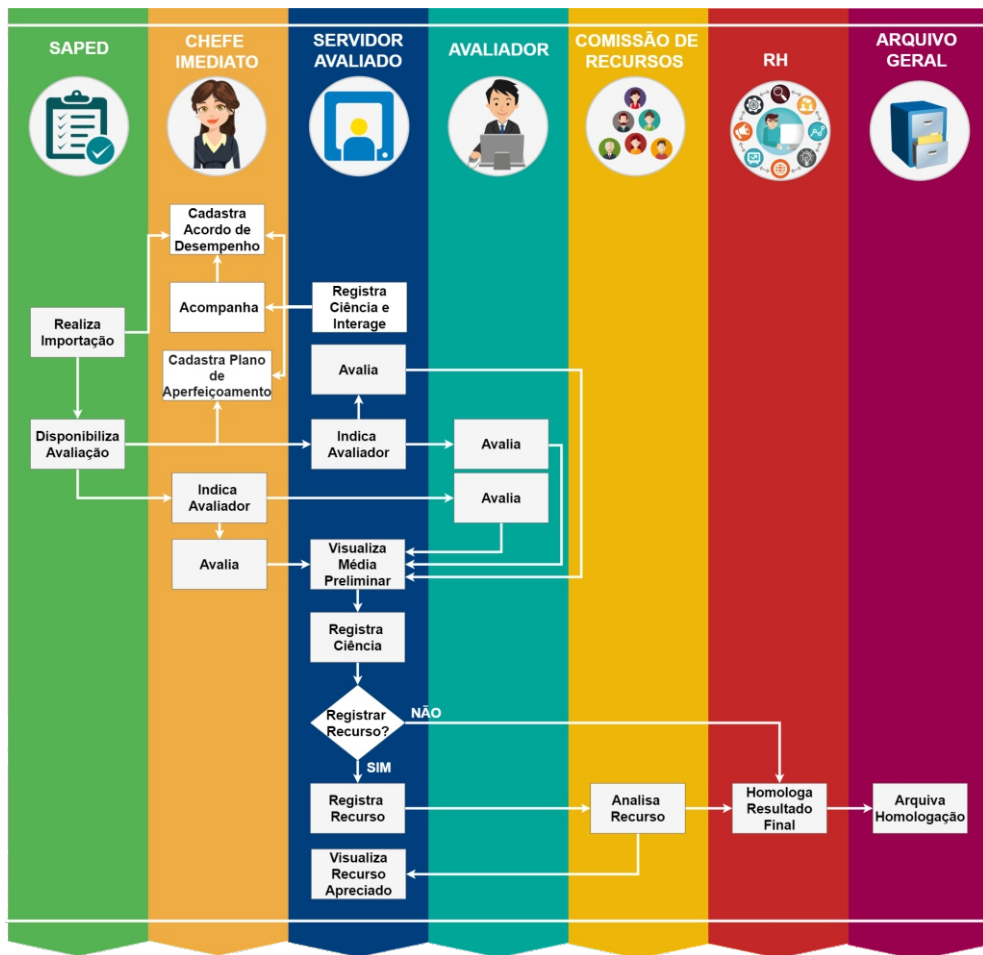 SAPED
CHEFE
IMEDIATO
SERVIDOR
AVALIADO
AVALIADOR
COMISSÃO DE
RECURSOS
RH
ARQUIVO
GERAL
Cadastra
Acordo de
Desempenho
Acompanha
Registra
Ciência e
Interage
Realiza
Importação
Cadastra Plano
de
Aperfeiçoamento
Avalia
Disponibiliza
Avaliação
Indica
Avaliador
Avalia
Indica
Avaliador
Avalia
Avalia
Visualiza
Média
Preliminar
Registra
Ciência
Registrar
Recurso?
NÃO
SIM
Registra
Recurso
Analisa
Recurso
Homologa
Resultado
Final
Arquiva
Homologação
Visualiza
Recurso
Apreciado